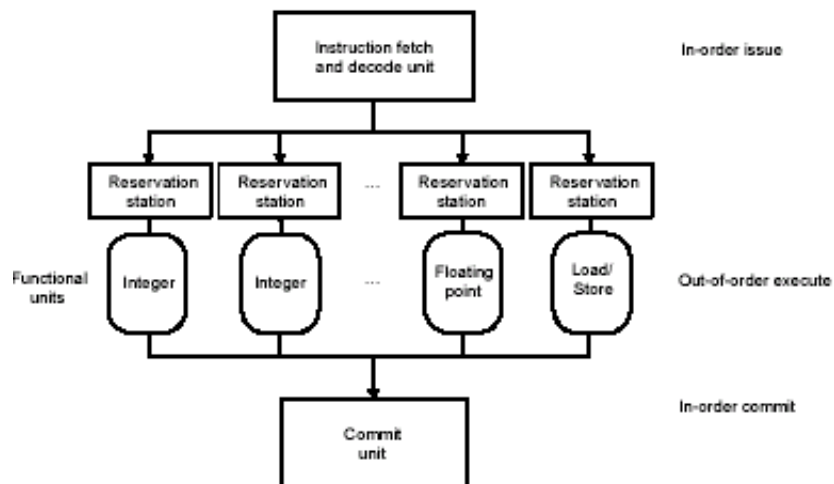 Instruction fetch
and decode unit
In-order issue
Reservation
station
Reservation
station
...
Reservation
station
Reservation
station
Functional
units
Integer
Integer
...
Floating
point
Load/
Store
Out-of-order execute
In-order commit
Commit
unit